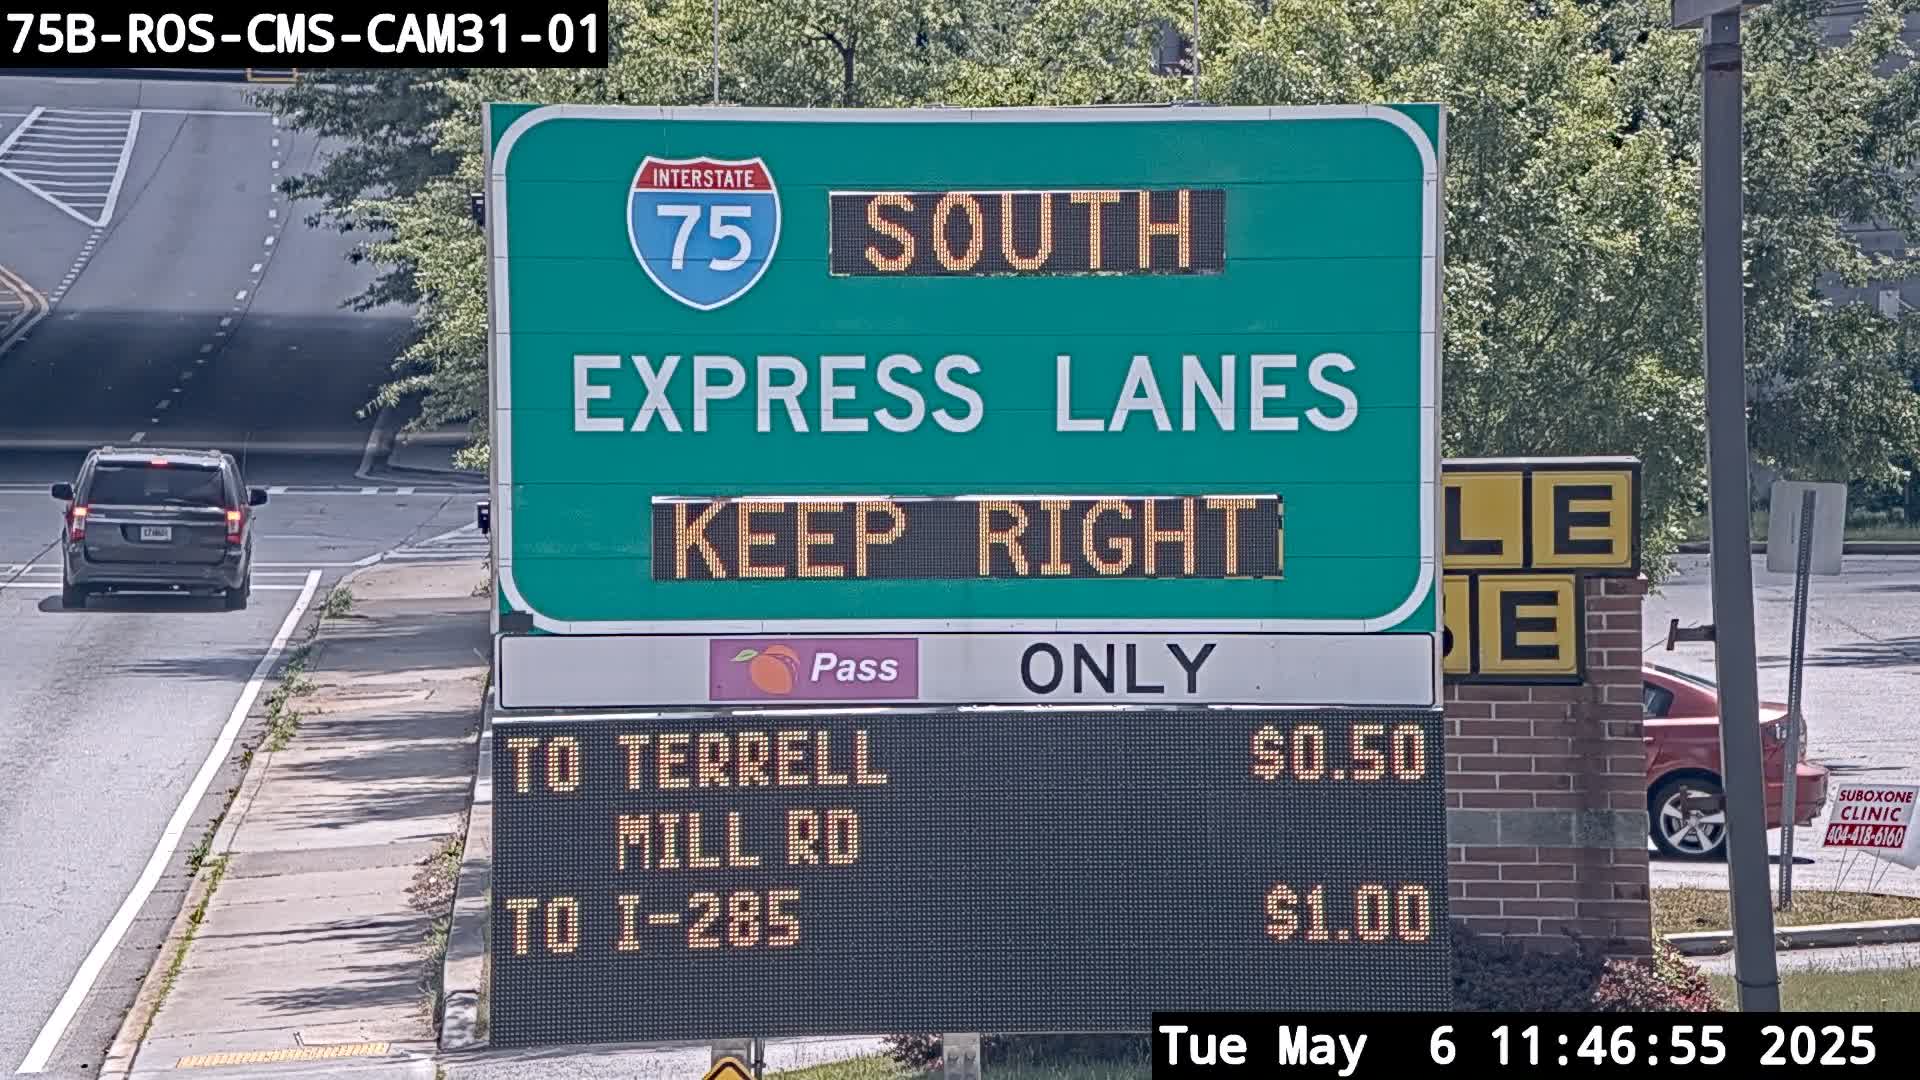 75B-ROS-CMS-CAM31-01
INTERSTATE
75
SOUTH
EXPRESS LANES
KEEP RIGHT
Pass
ONLY
TO TERRELL $0.50
MILL RD
TO I-285 $1.00
LE
E
SUBOXONE
CLINIC
404-418-6160
Tue May 6 11:46:55 2025